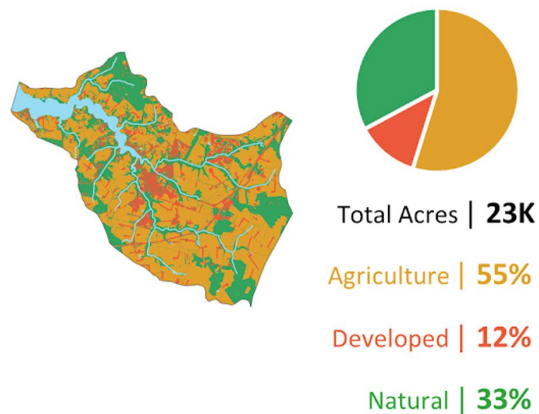 Total Acres | 23K
Agriculture | 55%
Developed | 12%
Natural | 33%